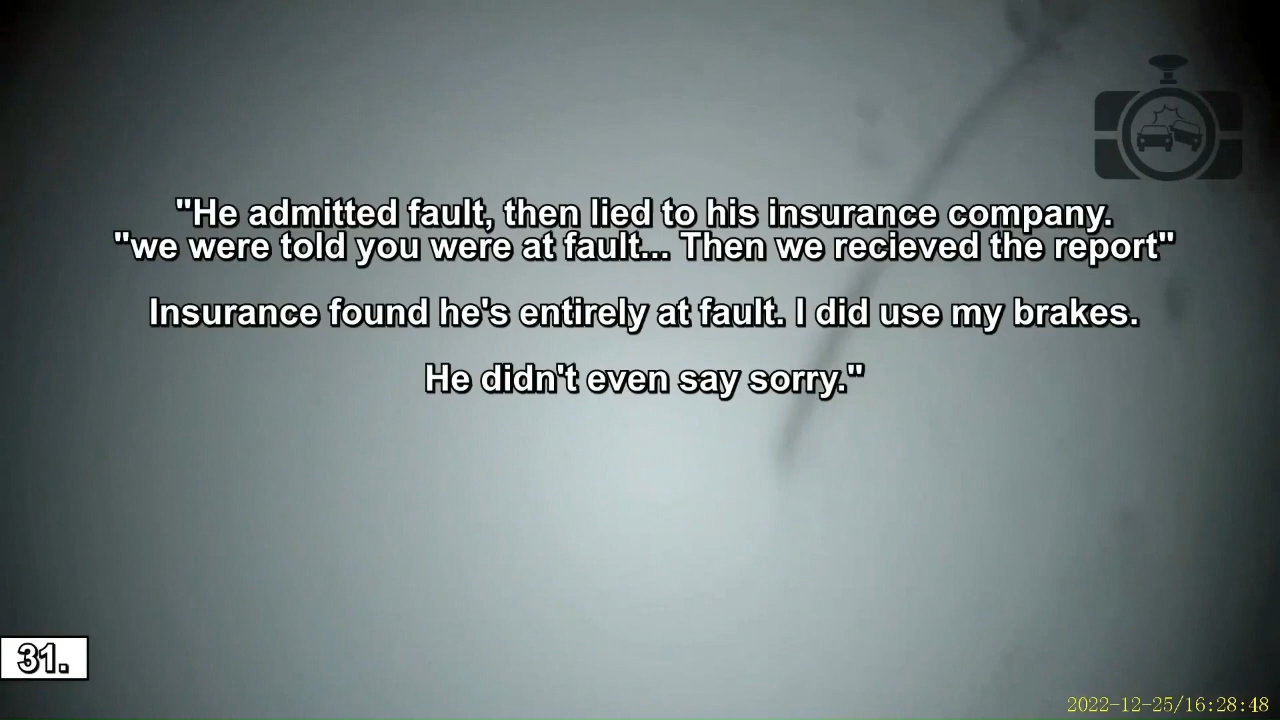 "He admitted fault, then lied to his insurance company.
"we were told you were at fault... Then we recieved the report"
Insurance found he's entirely at fault. I did use my brakes.
He didn't even say sorry."
31.
2022-12-25/16:28:48